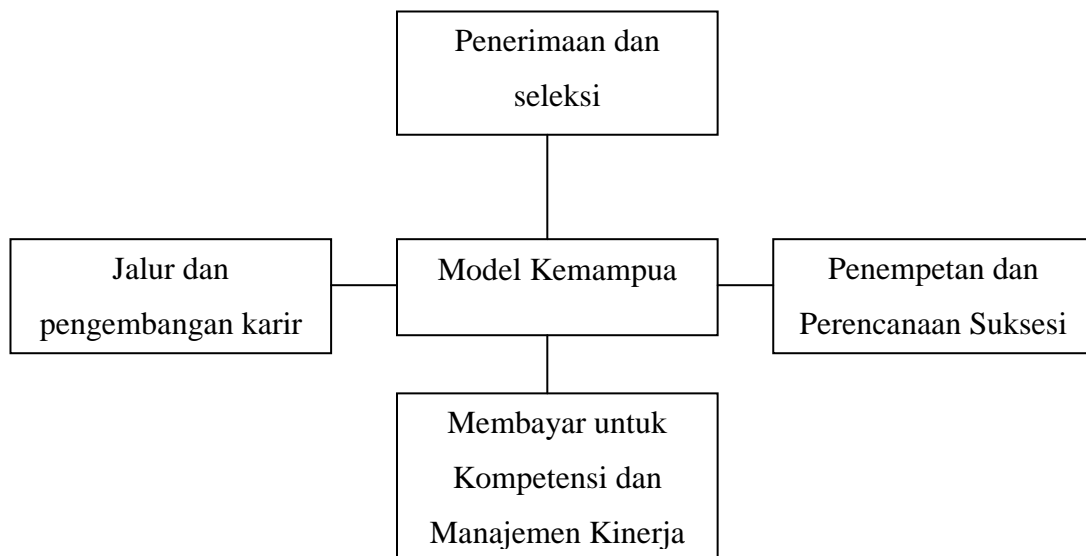 Penerimaan dan
seleksi
Jalur dan
pengembangan karir
Model Kemampua
Penempetan dan
Perencanaan Suksesi
Membayar untuk
Kompetensi dan
Manajemen Kinerja